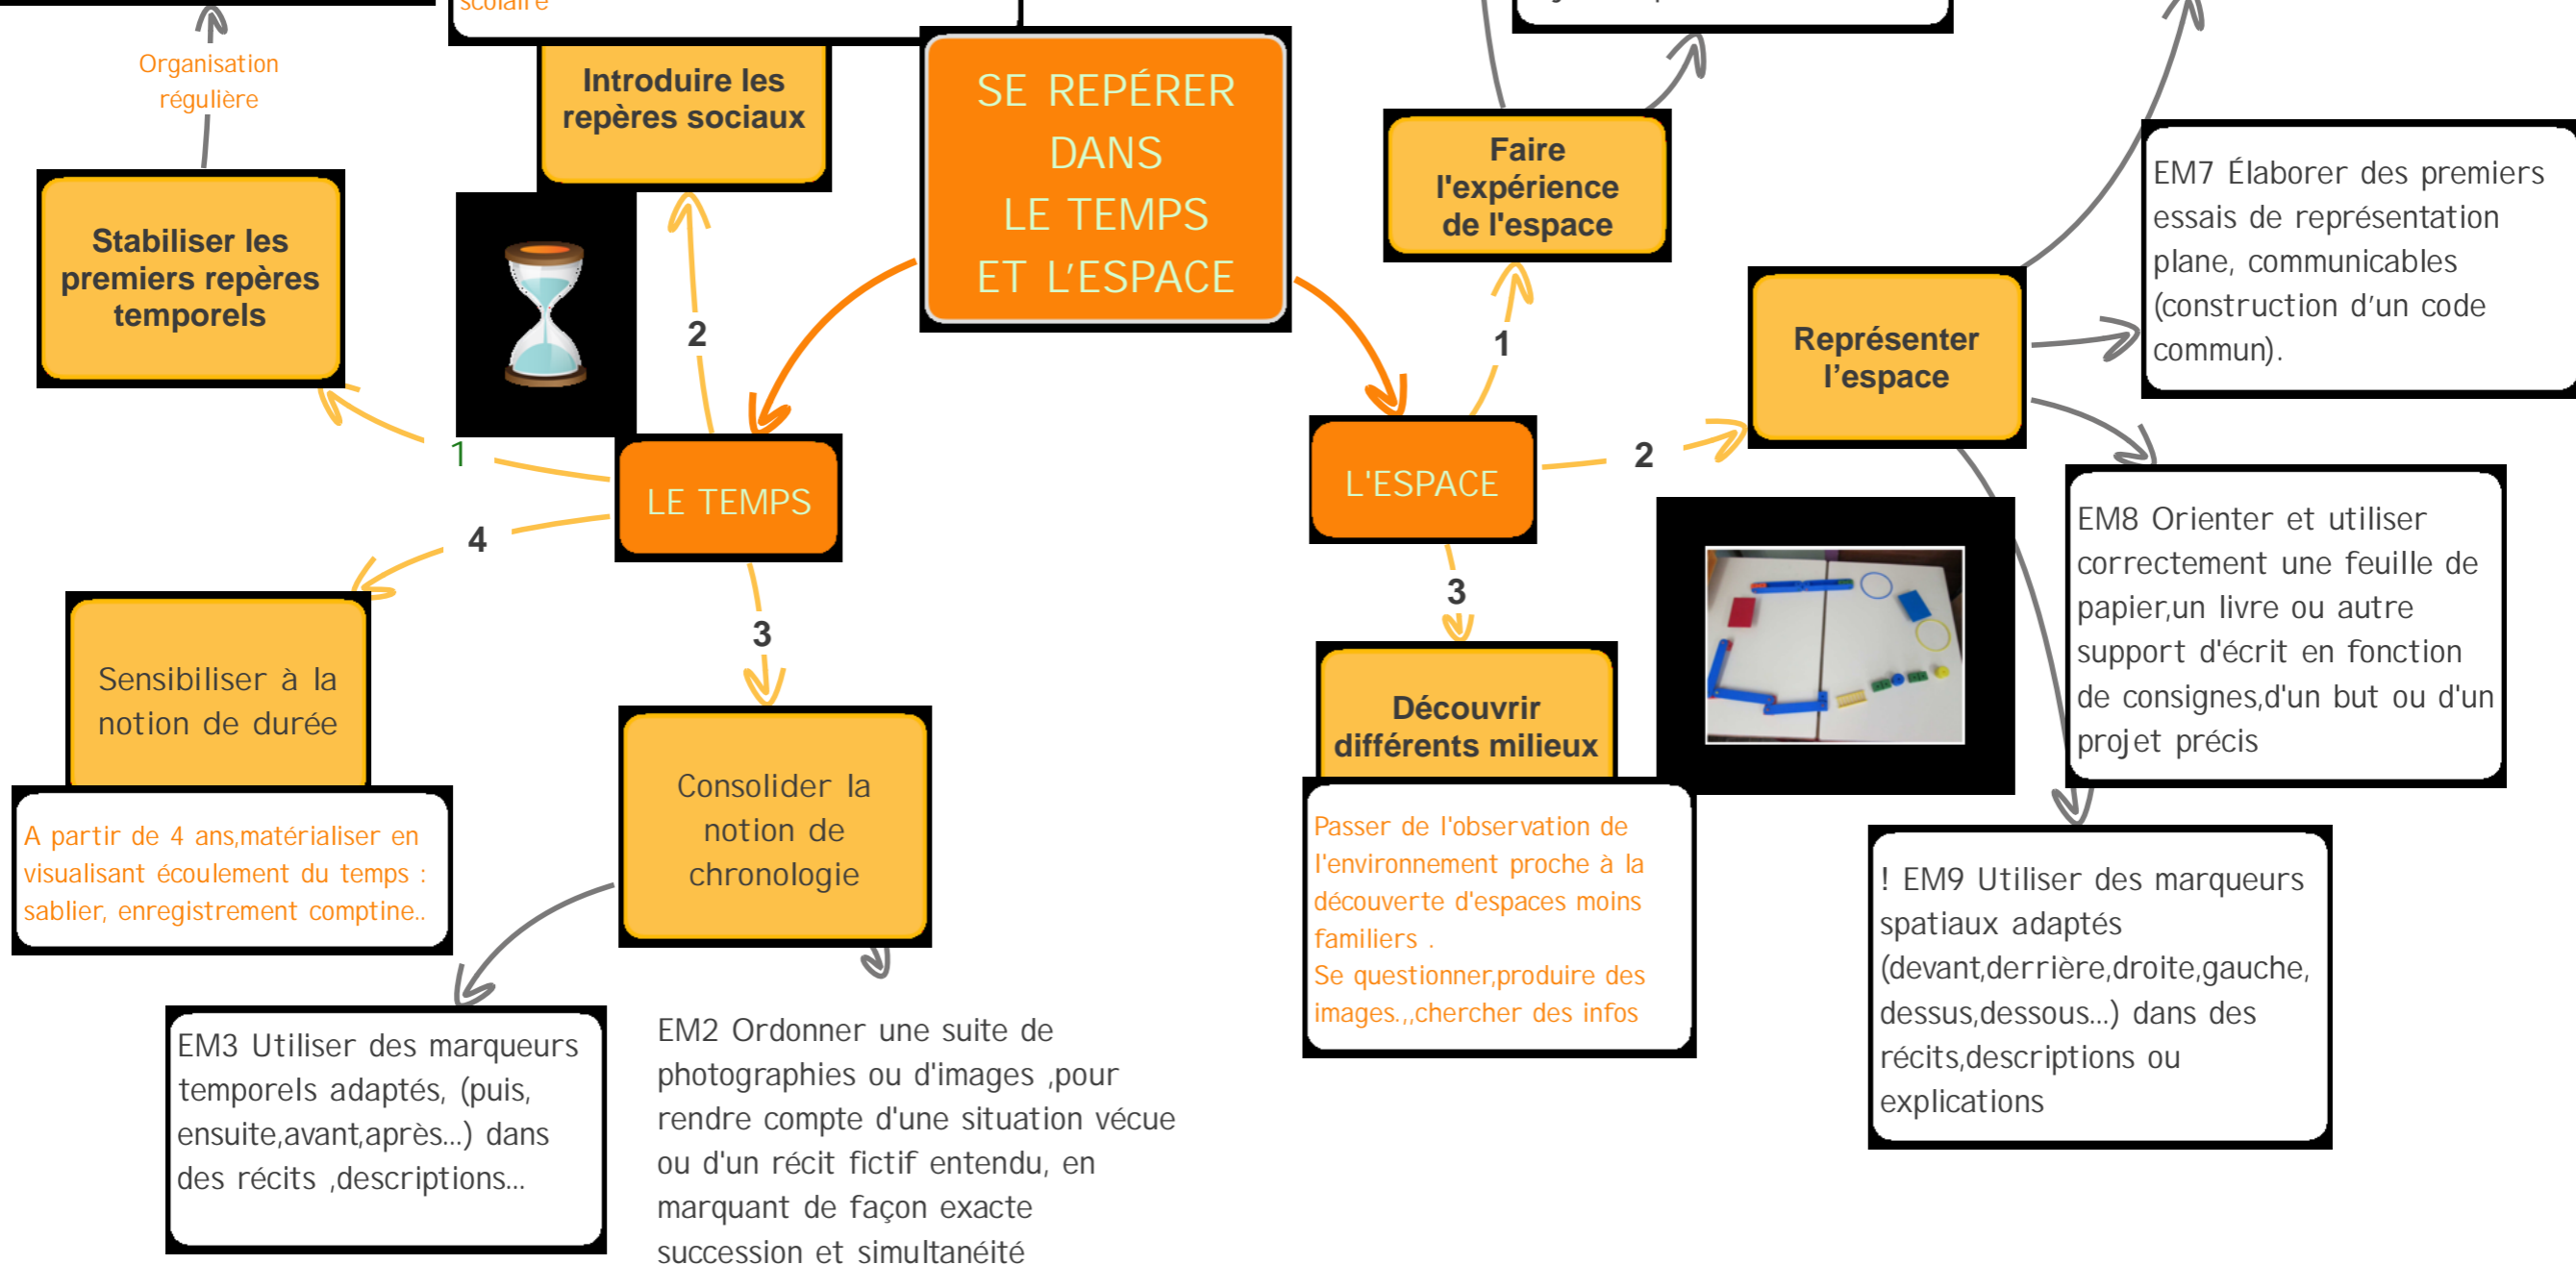 scolaire
Organisation
régulière
Introduire les
repères sociaux
SE REPÉRER
DANS
LE TEMPS
ET L’ESPACE
Faire
l'expérience
de l'espace
Stabiliser les
premiers repères
temporels
EM7 Élaborer des premiers
essais de représentation
plane, communicables
(construction d’un code
commun).
Représenter
l’espace
2
1
1
2
LE TEMPS
L'ESPACE
4
3
3
EM8 Orienter et utiliser
correctement une feuille de
papier,un livre ou autre
support d'écrit en fonction
de consignes,d'un but ou d'un
projet précis
Sensibiliser à la
notion de durée
A partir de 4 ans,matérialiser en
visualisant écoulement du temps :
sablier, enregistrement comptine..
Consolider la
notion de
chronologie
Découvrir
différents milieux
Passer de l'observation de
l'environnement proche à la
découverte d'espaces moins
familiers .
Se questionner,produire des
images.,,chercher des infos
! EM9 Utiliser des marqueurs
spatiaux adaptés
(devant,derrière,droite,gauche,
dessus,dessous...) dans des
récits,descriptions ou
explications
EM3 Utiliser des marqueurs
temporels adaptés, (puis,
ensuite,avant,après...) dans
des récits ,descriptions...
EM2 Ordonner une suite de
photographies ou d'images ,pour
rendre compte d'une situation vécue
ou d'un récit fictif entendu, en
marquant de façon exacte
succession et simultanéité